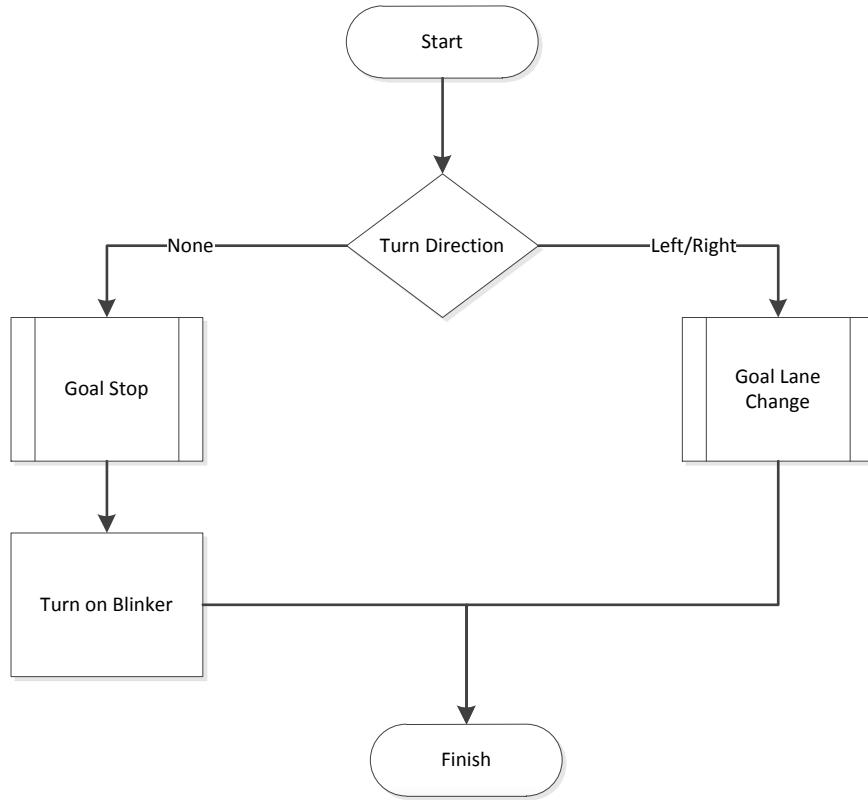 Start
Turn Direction
None
Left/Right
Goal Stop
Goal Lane
Change
Turn on Blinker
Finish